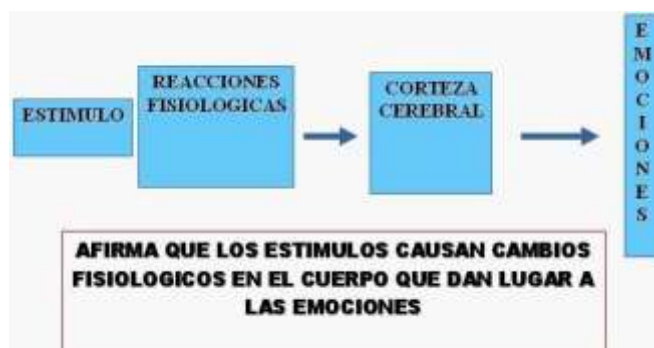 ESTIMULO
REACCIONES
FISIOLOGICAS
CORTEZA
CEREBRAL
EMOCIONES
AFIRMA QUE LOS ESTIMULOS CAUSAN CAMBIOS
FISIOLOGICOS EN EL CUERPO QUE DAN LUGAR A
LAS EMOCIONES